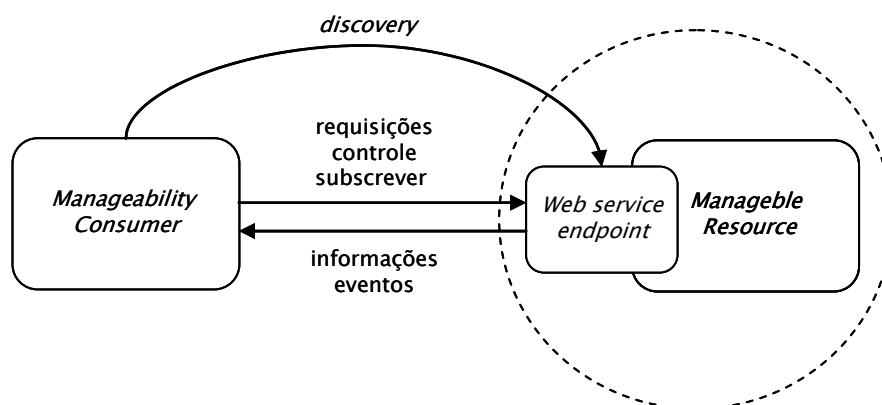 discovery
requisições
controle
subscrever
Manageability
Consumer
Web service
endpoint
Manageble
Resource
informações
eventos